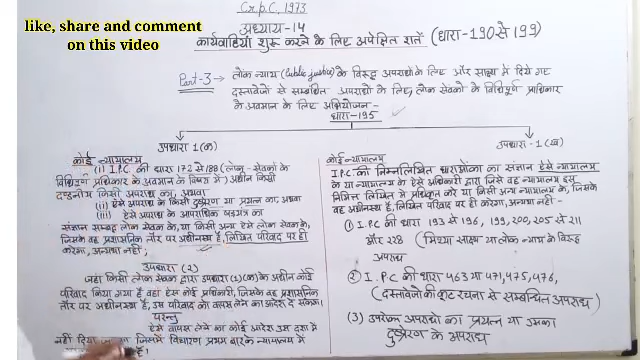 Cr.P.C, 1973
like, share and comment
on this video
अध्याय-14
कार्यवाहियाँ शुरू करने के लिए अपेक्षित शर्तें (धारा-190 से 199)
Part-3 → लोक न्याय (Public justice) के विरुद्ध अपराधों के लिए और साक्ष्य में दिये गए
दस्तावेजों से सम्बंधित अपराधों के लिए, लोक सेवकों के विधिपूर्ण प्राधिकार
के अवमान के लिए अभियोजन-
धारा-195
उपधारा 1(क)
कोई न्यायालय
(i) I.P.C की धारा 172 से 188 (लोक सेवकों के
विधिपूर्ण प्राधिकार के अवमान के विषय में) अधीन किसी
दण्डनीय किसी अपराध का, अथवा
(ii) ऐसे अपराध के किसी दुष्प्रेरण या प्रयत्न का, अथवा
(iii) ऐसे अपराध के आपराधिक षड्यंत्र का
संज्ञान सम्बद्ध लोक सेवक के, या किसी अन्य ऐसे लोक सेवक के,
जिसके वह प्रशासनिक तौर पर अधीनस्थ है, लिखित परिवाद पर ही
करेगा, अन्यथा नहीं;
उपधारा (2)
जहा किसी लोक सेवक द्वारा उपधारा (1)(क) के अधीन कोई
परिवाद किया गया है वहां ऐसा कोई अधिकारी, जिसके वह प्रशासनिक
तौर पर अधीनस्थ है, उस परिवाद को वापस लेने का आदेश दे सकेगा।
परन्तु
ऐसे वापस लेने का कोई आदेश उस दशा में
नहीं दिया जिसमें विचारण प्रथम बार के न्यायालय में
है।
उपधारा-1(ख)
कोई न्यायालय
I.P.C की निम्नलिखित धाराओंका का संज्ञान ऐसे न्यायालय
के या न्यायालय के ऐसे अधिकारी द्वारा जिसे वह न्यायालय इस
निमित्त लिखित में प्राधिकृत करे या किसी अन्य न्यायालय के, जिसके
वह अधीनस्थ है, लिखित परिवाद पर ही करेगा, अन्यथा नहीं-
(1) I.P.C की धारा 193 से 196, 199, 200, 205 से 211
और 228 (मिथ्या साक्ष्य या लोक न्याय के विरुद्ध
अपराध)
(2) I.P.C की धारा 463 या 471, 475, 476,
(दस्तावेजों की कूट रचना से सम्बंधित अपराध)
(3) उपरोक्त अपराधों का प्रयत्न या उसका
दुष्प्रेरण के अपराध